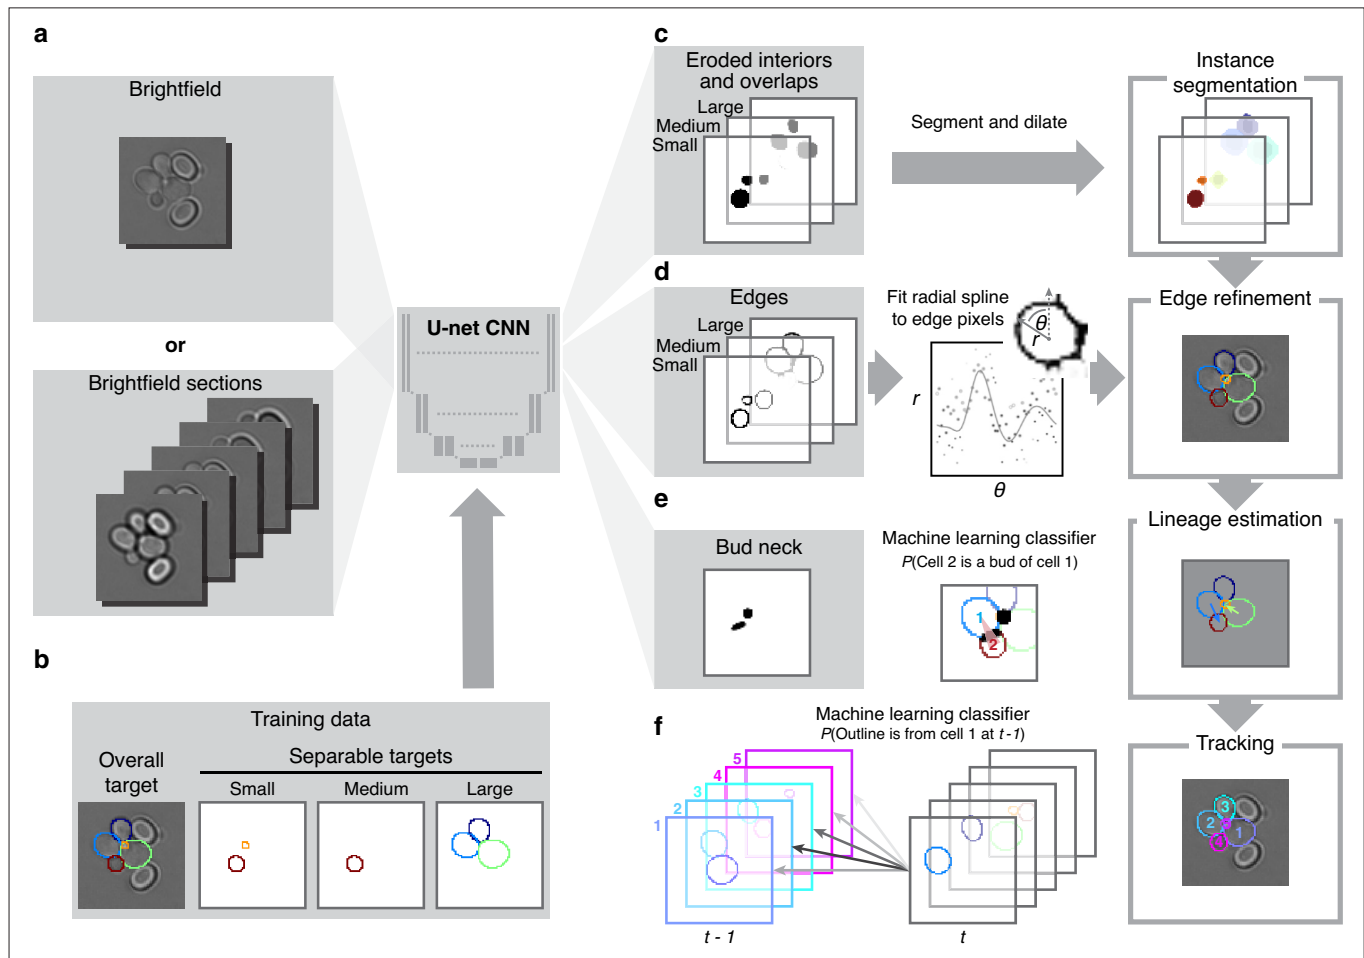 a
Brightfield
or
Brightfield sections
U-net CNN
b
Training data
Overall
target
Separable targets
Small
Medium
Large
c
Eroded interiors
and overlaps
Large
Medium
Small
Segment and dilate
Instance
segmentation
d
Edges
Large
Medium
Small
Fit radial spline
to edge pixels
θ
r
r
θ
Edge refinement
e
Bud neck
Machine learning classifier
P(Cell 2 is a bud of cell 1)
1
2
Lineage estimation
f
Machine learning classifier
P(Outline is from cell 1 at t-1)
5
4
3
2
1
t - 1
t
Tracking
3
2
1